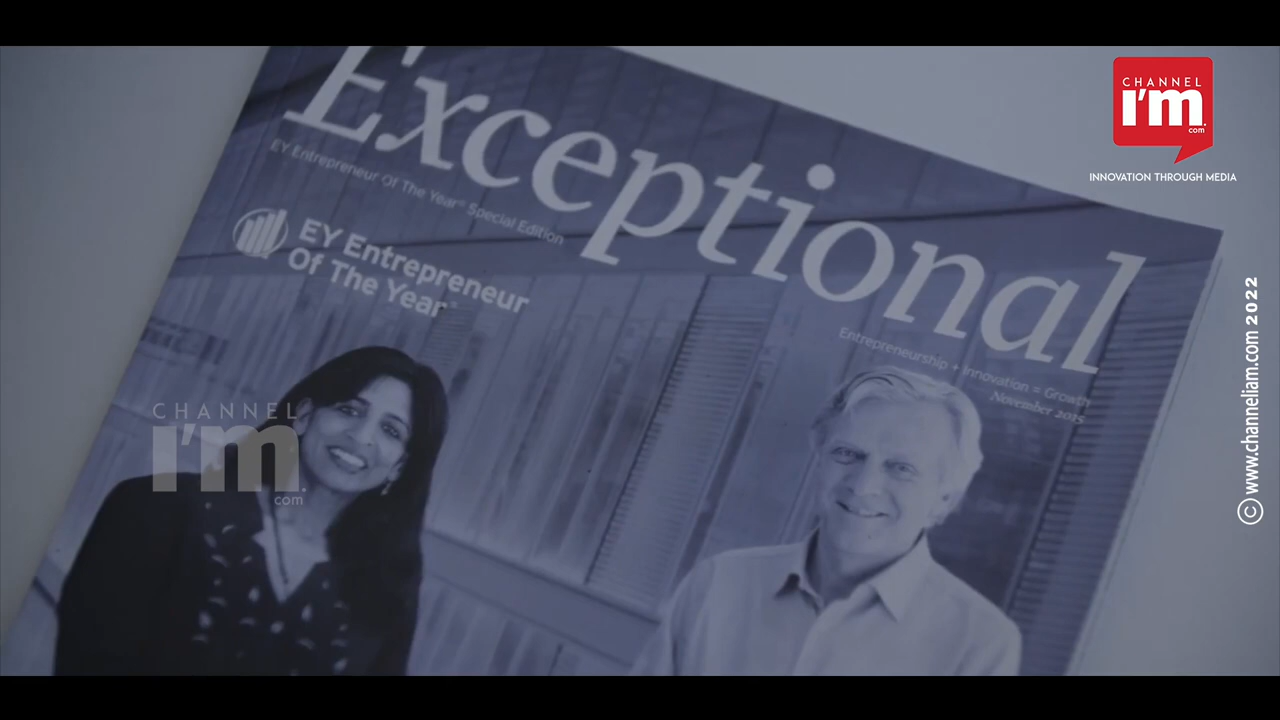 Exceptional
EY Entrepreneur Of The Year® Special Edition
EY Entrepreneur
Of The Year™
Entrepreneurship + Innovation = Growth
November 2015
CHANNEL
I'm.
com
INNOVATION THROUGH MEDIA
© www.channeliam.com 2022
CHANNEL
I'm.
com